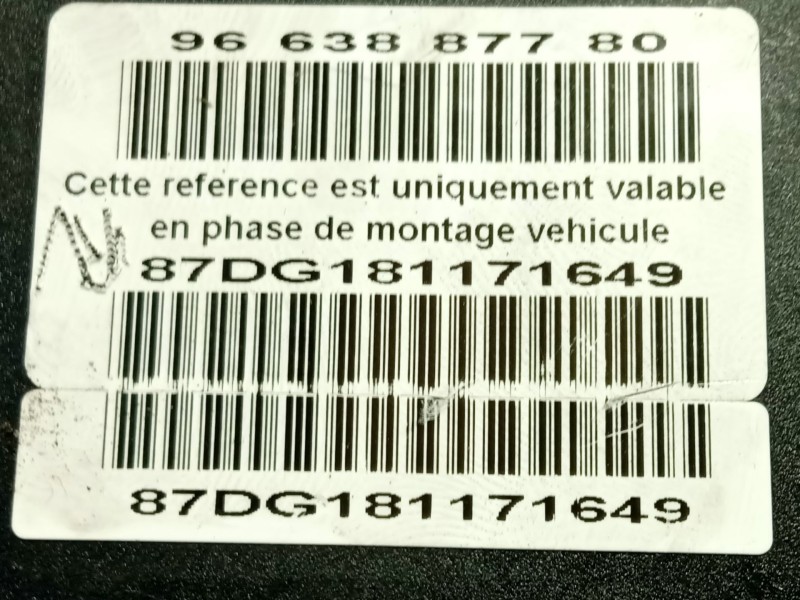 96 638 877 80
Cette reference est uniquement valable
en phase de montage vehicule
87DG181171649
87DG181171649